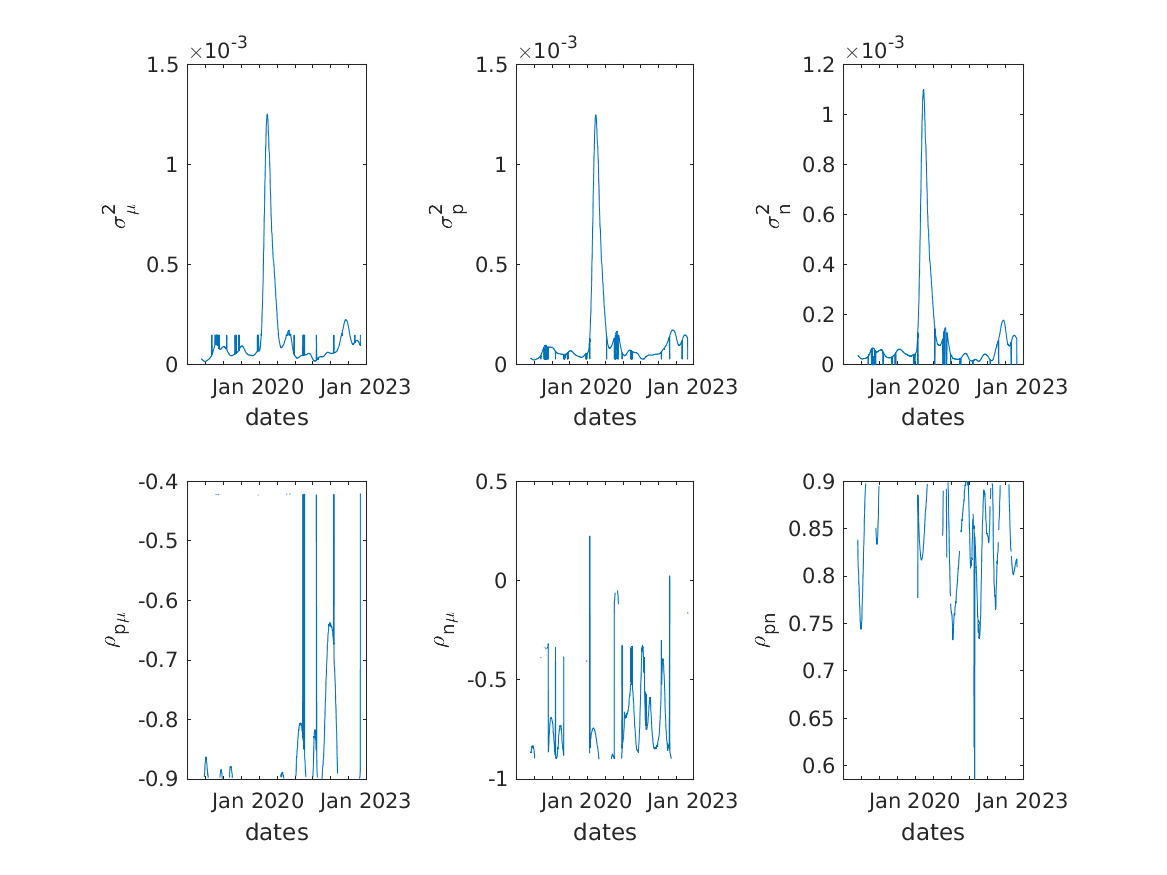 ×10-3 ×10-3 ×10-3
1.5 1.5 1.2
1
1 1 0.8
0.6
0.5 0.5 0.4
0.2
0 0 0
σ2μ σ2p σ2n
Jan 2020 Jan 2023 Jan 2020 Jan 2023 Jan 2020 Jan 2023
dates dates dates
-0.4 0.5 0.9
-0.5 0.85
-0.6 0 0.8
-0.7 0.75
-0.8 -0.5 0.7
0.65
-0.9 -1 0.6
ρpμ ρnμ ρpn
Jan 2020 Jan 2023 Jan 2020 Jan 2023 Jan 2020 Jan 2023
dates dates dates